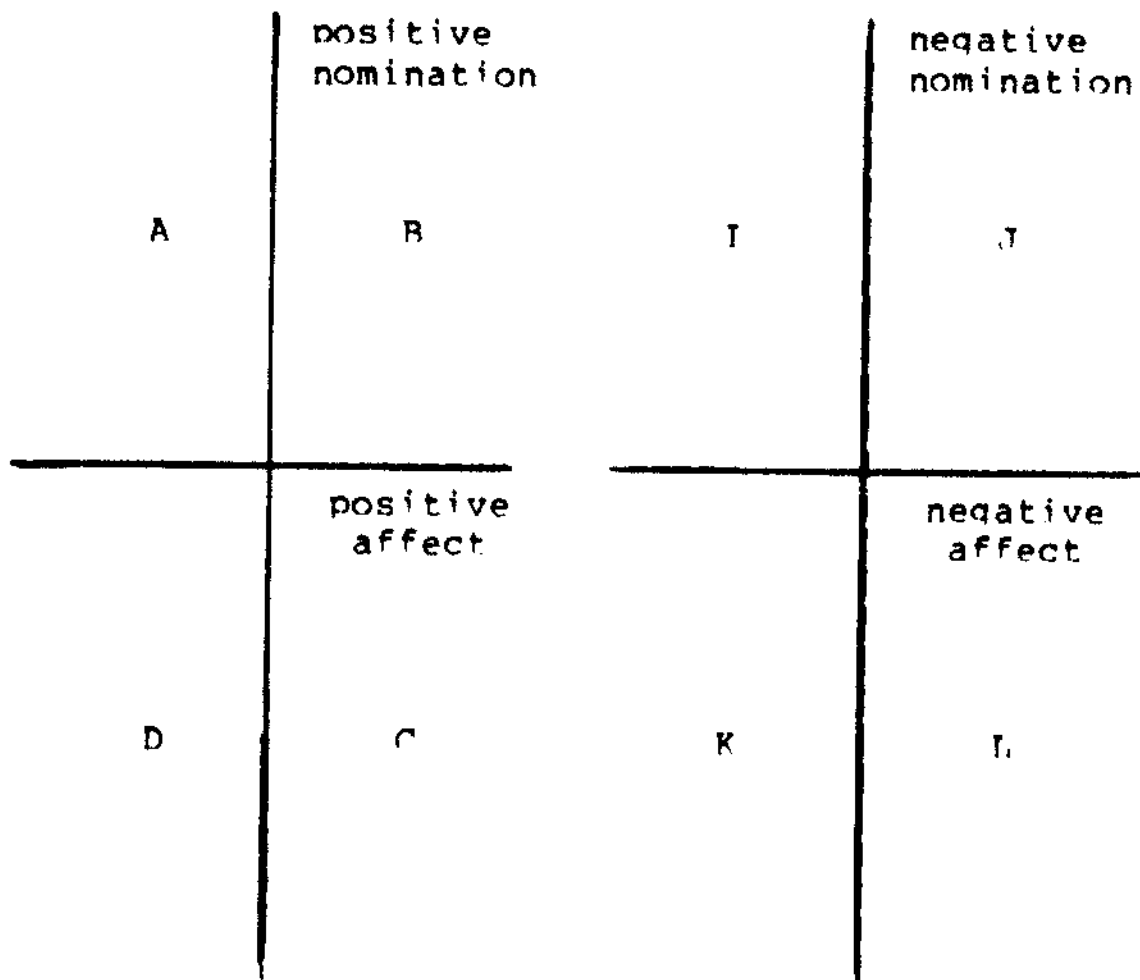 positive
nomination
negative
nomination
A
B
I
J
positive
affect
negative
affect
D
C
K
L